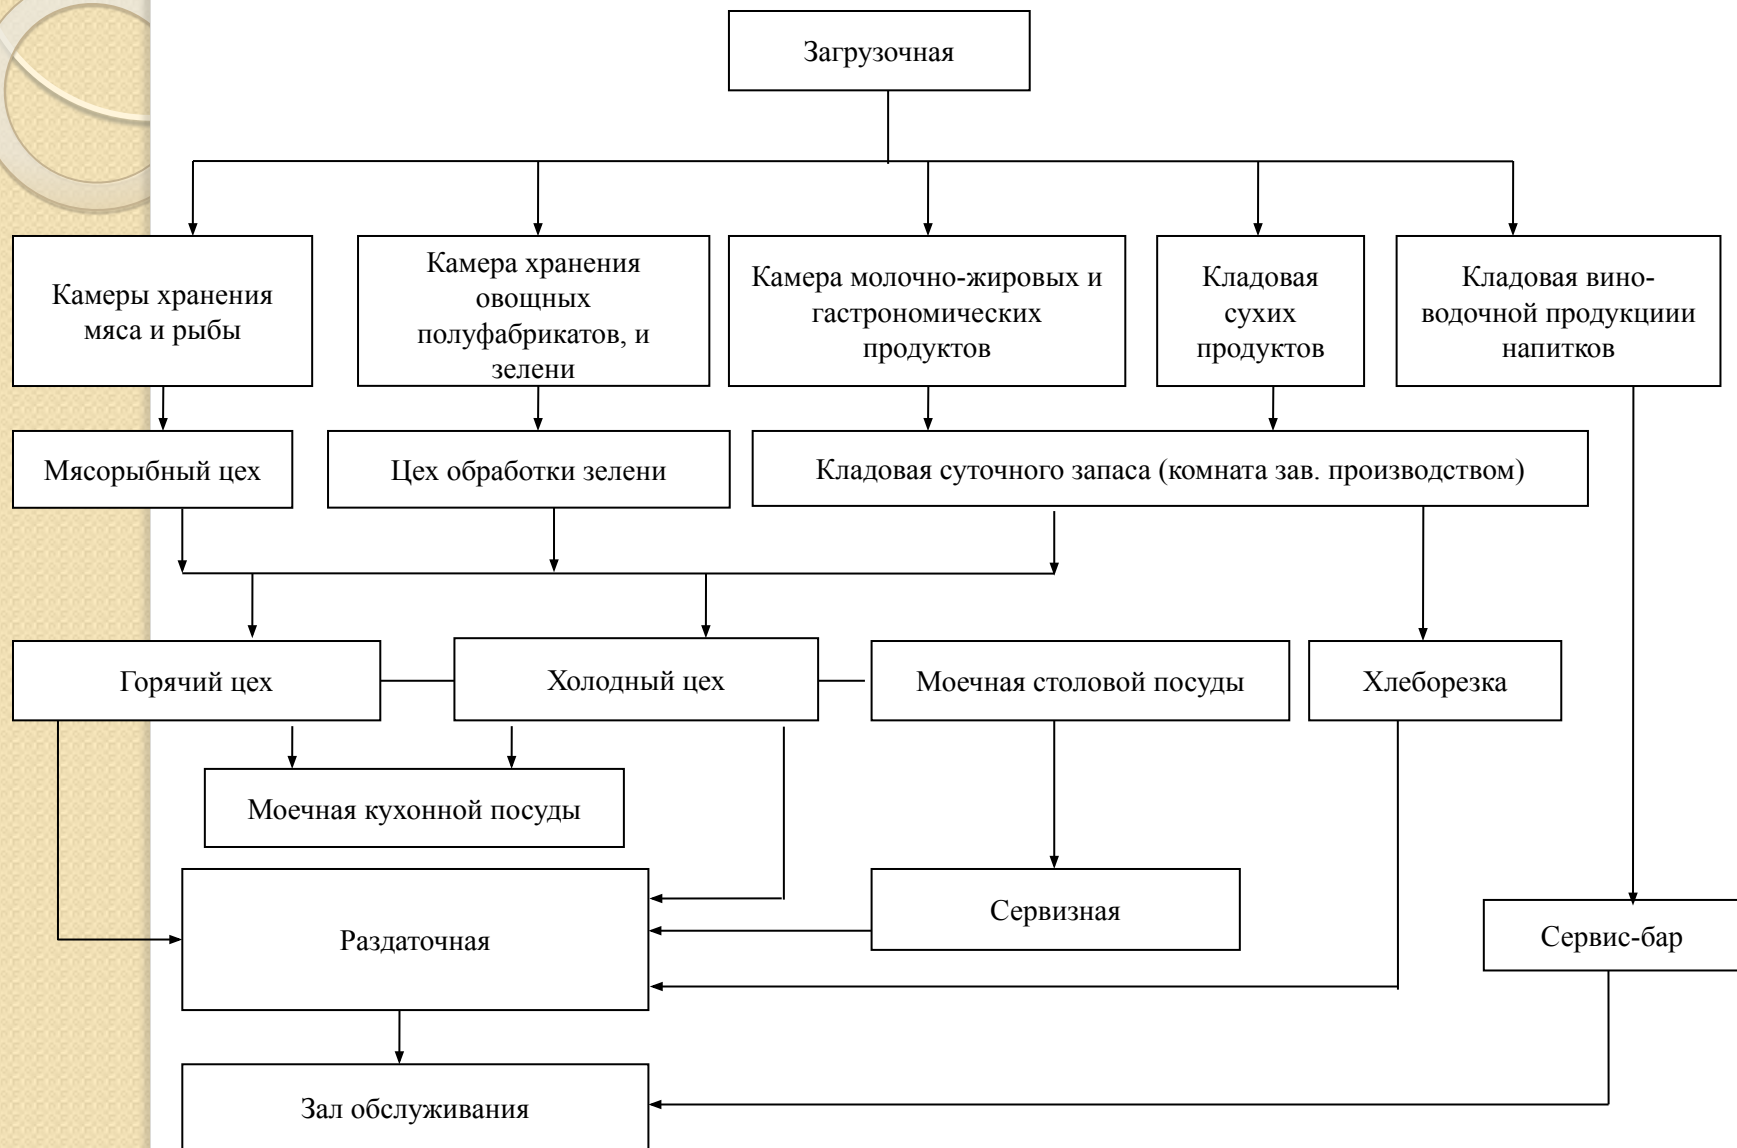 Загрузочная
Камеры хранения
мяса и рыбы
Камера хранения
овощных
полуфабрикатов, и
зелени
Камера молочно-жировых и
гастрономических
продуктов
Кладовая
сухих
продуктов
Кладовая вино-
водочной продукциии
напитков
Мясорыбный цех
Цех обработки зелени
Кладовая суточного запаса (комната зав. производством)
Горячий цех
Холодный цех
Моечная столовой посуды
Хлеборезка
Моечная кухонной посуды
Раздаточная
Сервизная
Сервис-бар
Зал обслуживания